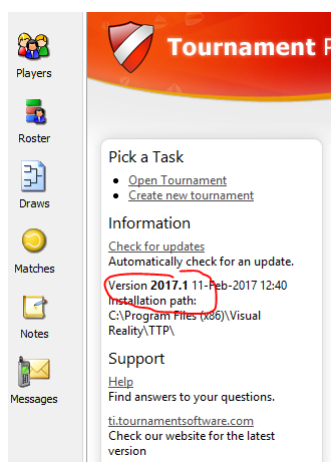 Tournament P
Players
Roster
Draws
Matches
Notes
Messages
Pick a Task
Open Tournament
Create new tournament
Information
Check for updates
Automatically check for an update.
Version 2017.1 11-Feb-2017 12:40
Installation path:
C:\Program Files (x86)\Visual
Reality\TTP\
Support
Help
Find answers to your questions.
ti.tournamentsoftware.com
Check our website for the latest
version